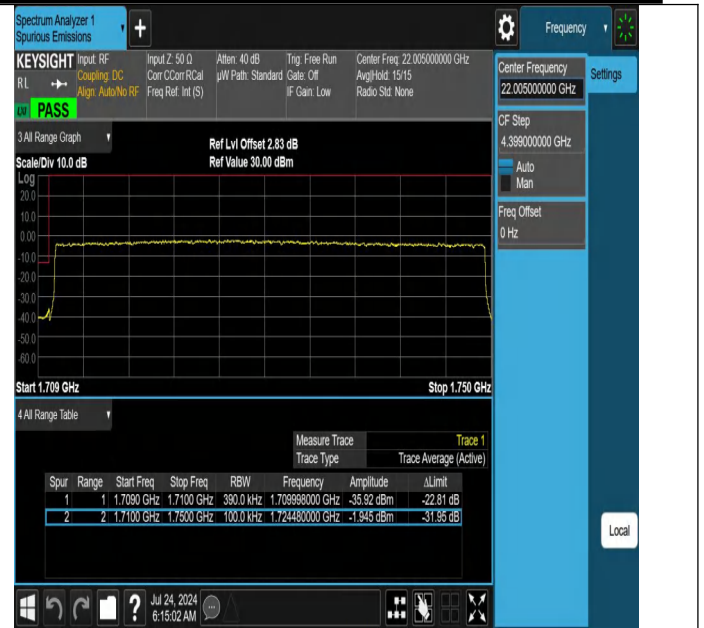 Spectrum Analyzer 1
Spurious Emissions
+
Frequency
KEYSIGHT Input: RF Input Z: 50 Ω Atten: 40 dB Trig: Free Run Center Freq: 22.005000000 GHz
RL Coupling: DC Corr CCorr RCal µW Path: Standard Gate: Off Avg|Hold: 15/15
Align: Auto/No RF Freq Ref: Int (S) IF Gain: Low Radio Std: None
PASS
Center Frequency
22.005000000 GHz
Settings
CF Step
4.399000000 GHz
Auto
Man
Freq Offset
0 Hz
3 All Range Graph
Ref Lvl Offset 2.83 dB
Scale/Div 10.0 dB Ref Value 30.00 dBm
Log
20.0
10.0
0.00
-10.0
-20.0
-30.0
-40.0
-50.0
-60.0
Start 1.709 GHz Stop 1.750 GHz
4 All Range Table
Measure Trace Trace 1
Trace Type Trace Average (Active)
Spur Range Start Freq Stop Freq RBW Frequency Amplitude ΔLimit
1 1 1.7090 GHz 1.7100 GHz 390.0 kHz 1.709998000 GHz -35.92 dBm -22.81 dB
2 2 1.7100 GHz 1.7500 GHz 100.0 kHz 1.724480000 GHz -1.945 dBm -31.95 dB
Local
? Jul 24, 2024
6:15:02 AM